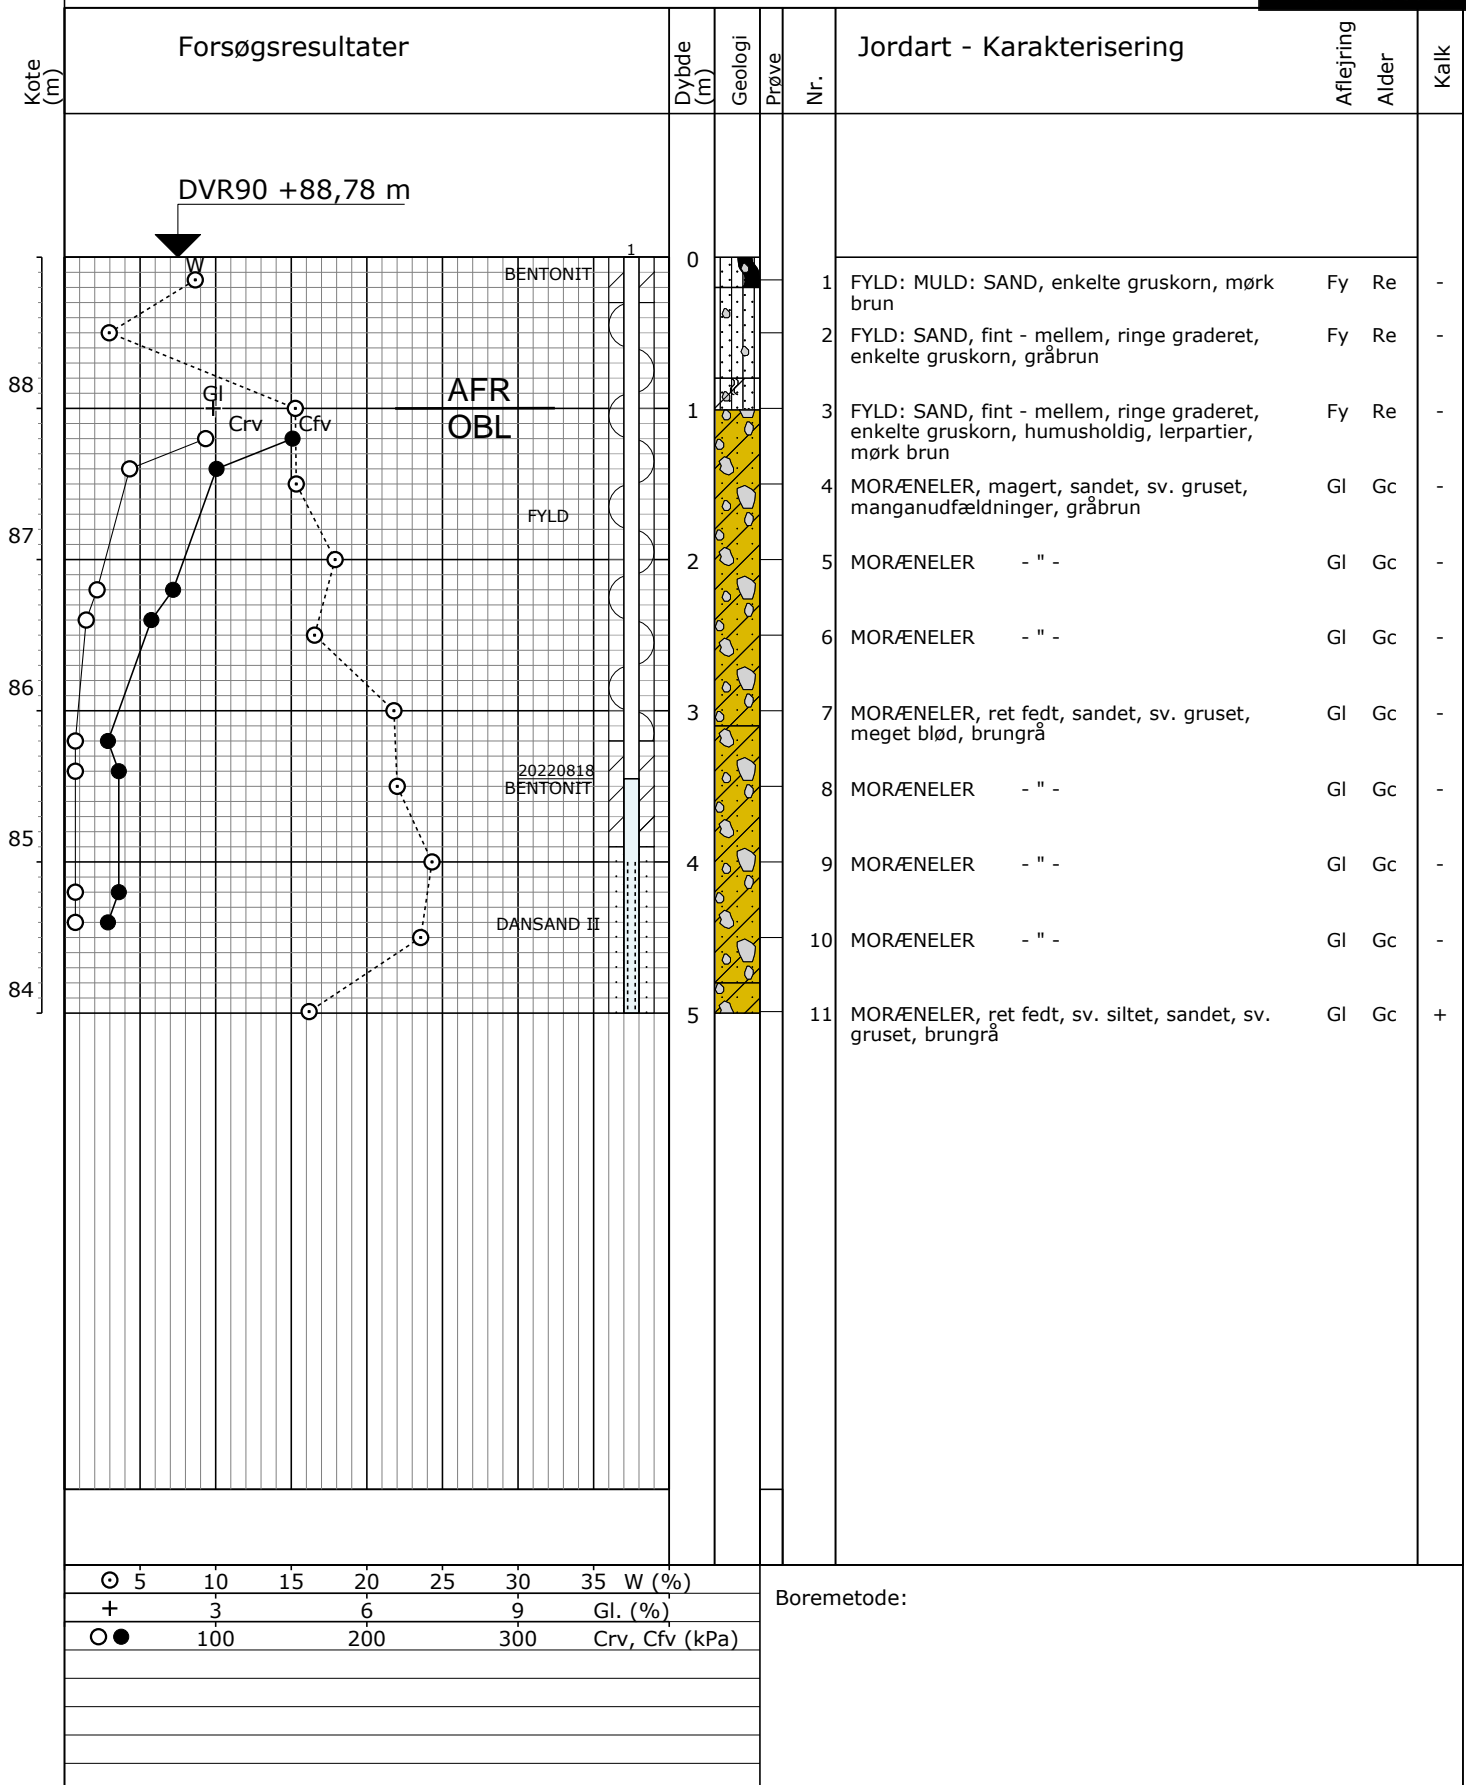 Forsøgsresultater
Kote (m)
Dybde (m)
Geologi
Prøve
Nr.
Jordart - Karakterisering
Aflejring
Alder
Kalk
DVR90 +88,78 m
1
W
BENTONIT
0
1 FYLD: MULD: SAND, enkelte gruskorn, mørk Fy Re -
brun
2 FYLD: SAND, fint - mellem, ringe graderet, Fy Re -
enkelte gruskorn, gråbrun
88
Gl
AFR
1
Crv Cfv
OBL
3 FYLD: SAND, fint - mellem, ringe graderet, Fy Re -
enkelte gruskorn, humusholdig, lerpartier,
mørk brun
4 MORÆNELER, magert, sandet, sv. gruset, Gl Gc -
manganudfældninger, gråbrun
FYLD
87
2
5 MORÆNELER - " - Gl Gc -
6 MORÆNELER - " - Gl Gc -
86
3
7 MORÆNELER, ret fedt, sandet, sv. gruset, Gl Gc -
meget blød, brungrå
20220818
BENTONIT
8 MORÆNELER - " - Gl Gc -
85
4
9 MORÆNELER - " - Gl Gc -
DANSAND II
10 MORÆNELER - " - Gl Gc -
84
5
11 MORÆNELER, ret fedt, sv. siltet, sandet, sv. Gl Gc +
gruset, brungrå
5 10 15 20 25 30 35 W (%)
+ 3 6 9 Gl. (%)
100 200 300 Crv, Cfv (kPa)
Boremetode: